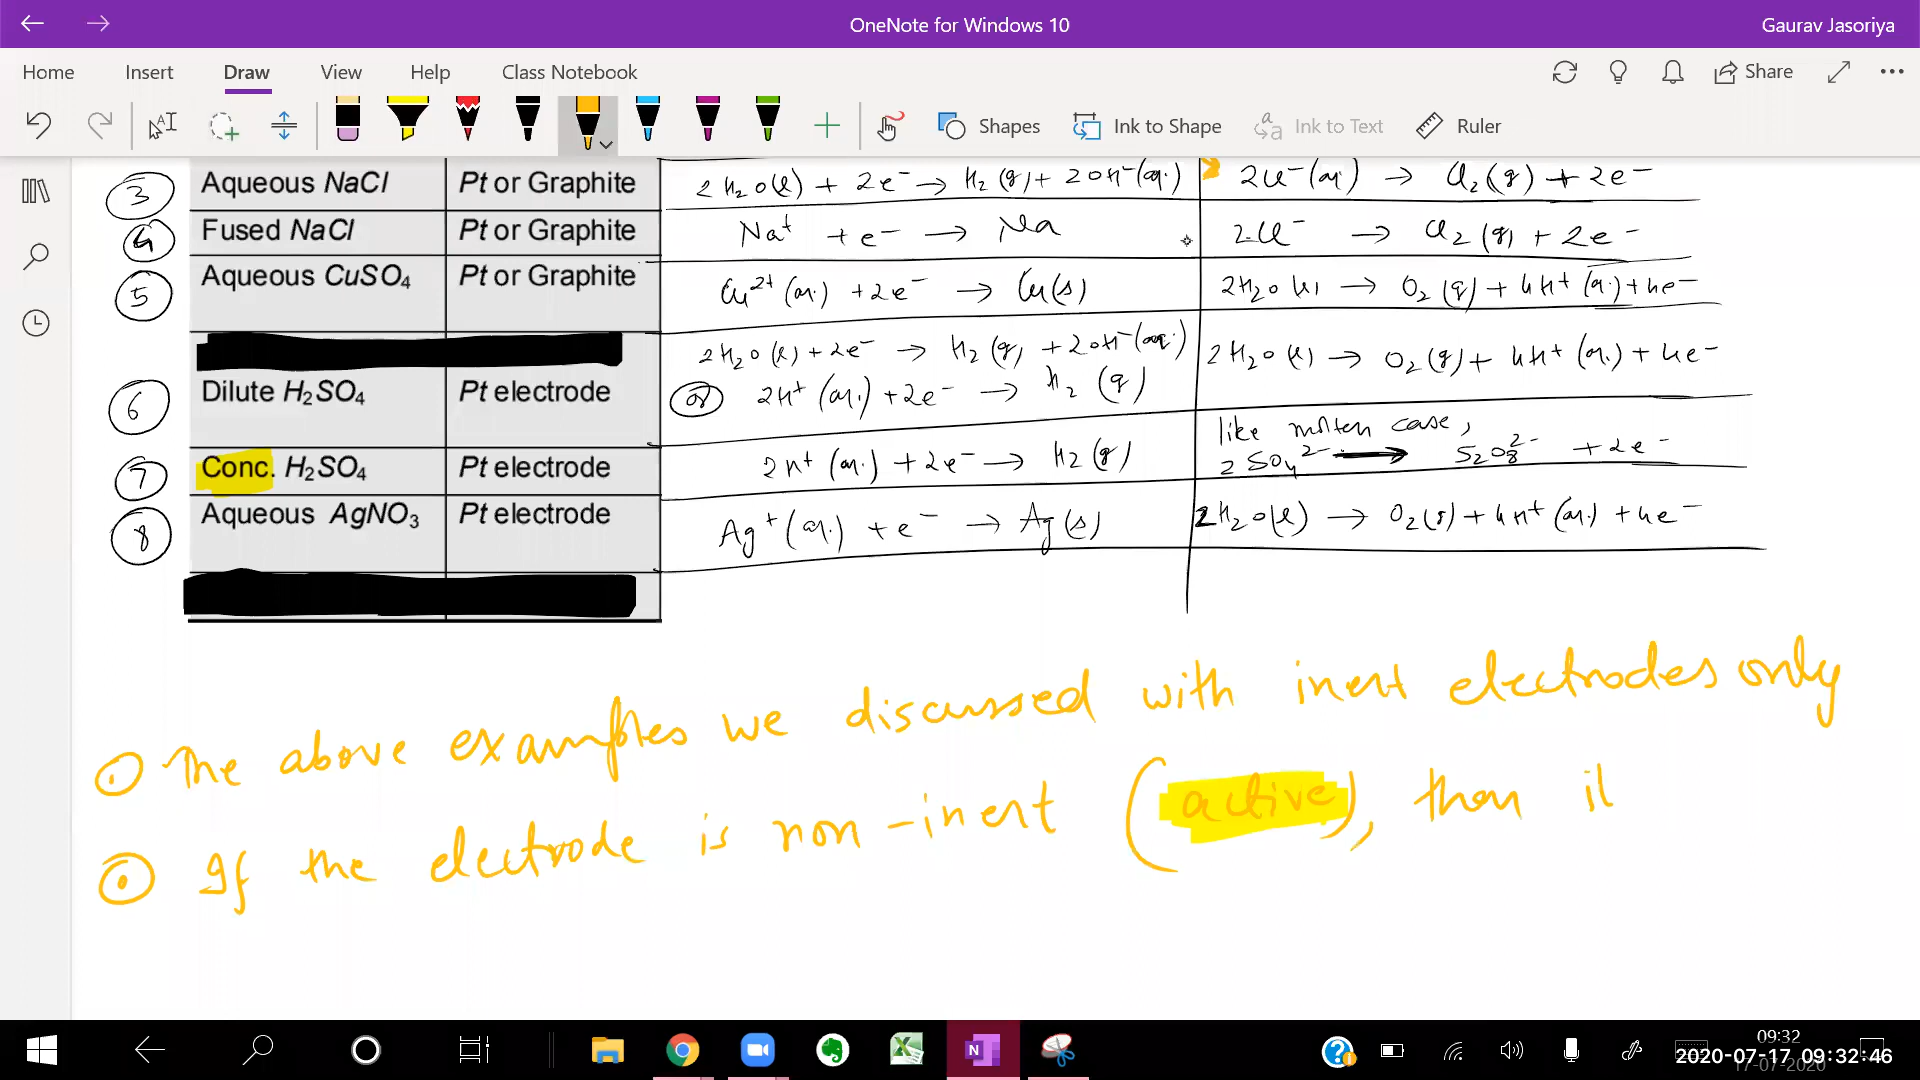 OneNote for Windows 10
Gaurav Jasoriya
Home Insert Draw View Help Class Notebook Share
Shapes Ink to Shape Ink to Text Ruler
3 Aqueous NaCl Pt or Graphite 2H₂O(l) + 2e⁻ → H₂(g) + 2OH⁻(aq.) 2Cl⁻(aq.) → Cl₂(g) + 2e⁻
4 Fused NaCl Pt or Graphite Na⁺ + e⁻ → Na 2Cl⁻ → Cl₂(g) + 2e⁻
5 Aqueous CuSO₄ Pt or Graphite Cu²⁺(aq.) + 2e⁻ → Cu(s) 2H₂O(l) → O₂(g) + 4H⁺(aq.) + 4e⁻
2H₂O(l) + 2e⁻ → H₂(g) + 2OH⁻(aq.) 2H₂O(l) → O₂(g) + 4H⁺(aq.) + 4e⁻
6 Dilute H₂SO₄ Pt electrode or 2H⁺(aq.) + 2e⁻ → H₂(g)
like molten case,
7 Conc. H₂SO₄ Pt electrode 2H⁺(aq.) + 2e⁻ → H₂(g) 2SO₄²⁻ → S₂O₈²⁻ + 2e⁻
8 Aqueous AgNO₃ Pt electrode Ag⁺(aq.) + e⁻ → Ag(s) 2H₂O(l) → O₂(g) + 4H⁺(aq.) + 4e⁻
The above examples we discussed with inert electrodes only
If the electrode is non-inert (active), then it
09:32
2020-07-17 09:32:46
17-07-2020